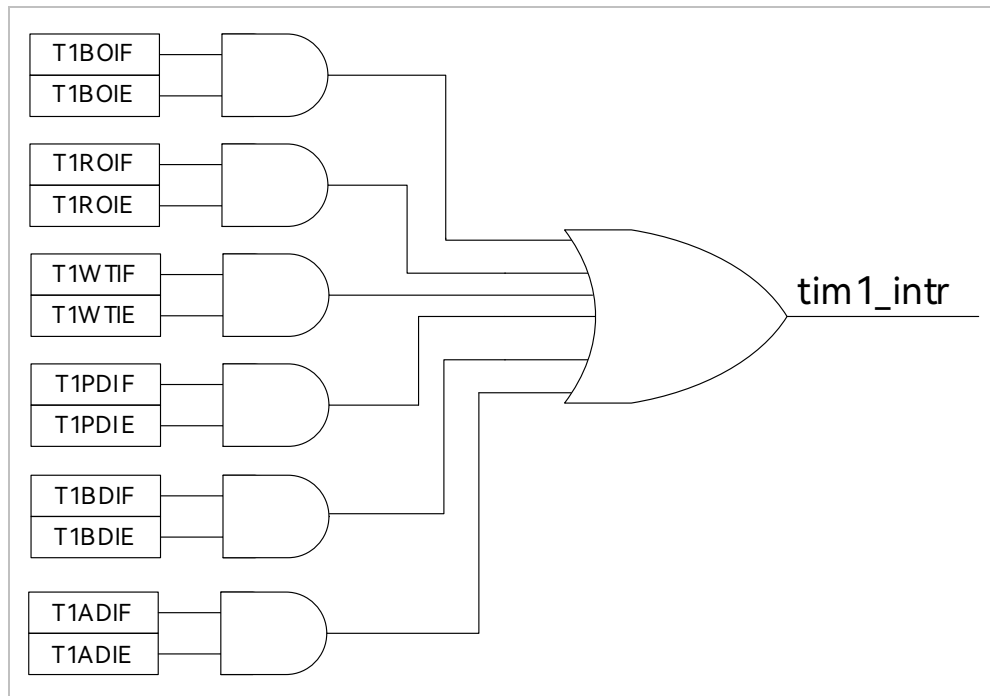 T1BOIF
T1BOIE
T1ROIF
T1ROIE
T1WTIF
T1WTIE
tim1_intr
T1PDIF
T1PDIE
T1BDIF
T1BDIE
T1ADIF
T1ADIE